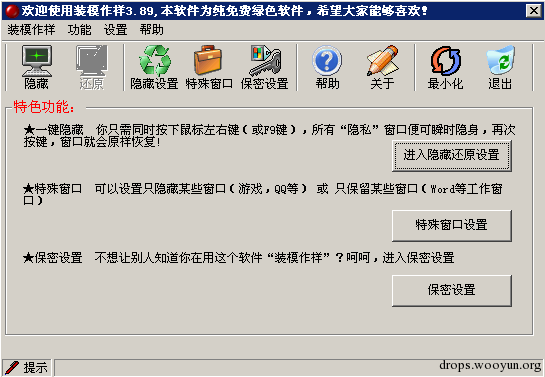 欢迎使用装模作样3.89,本软件为纯免费绿色软件，希望大家能够喜欢!
装模作样 功能 设置 帮助
隐藏 还原 隐藏设置 特殊窗口 保密设置 帮助 关于 最小化 退出
特色功能:
★一键隐藏 你只需同时按下鼠标左右键(或F9键),所有“隐私”窗口便可瞬时隐身,再次
按键,窗口就会原样恢复!
进入隐藏还原设置
★特殊窗口 可以设置只隐藏某些窗口(游戏,QQ等) 或 只保留某些窗口(Word等工作窗
口)
特殊窗口设置
★保密设置 不想让别人知道你在用这个软件“装模作样”?呵呵,进入保密设置
保密设置
提示
drops.wooyun.org